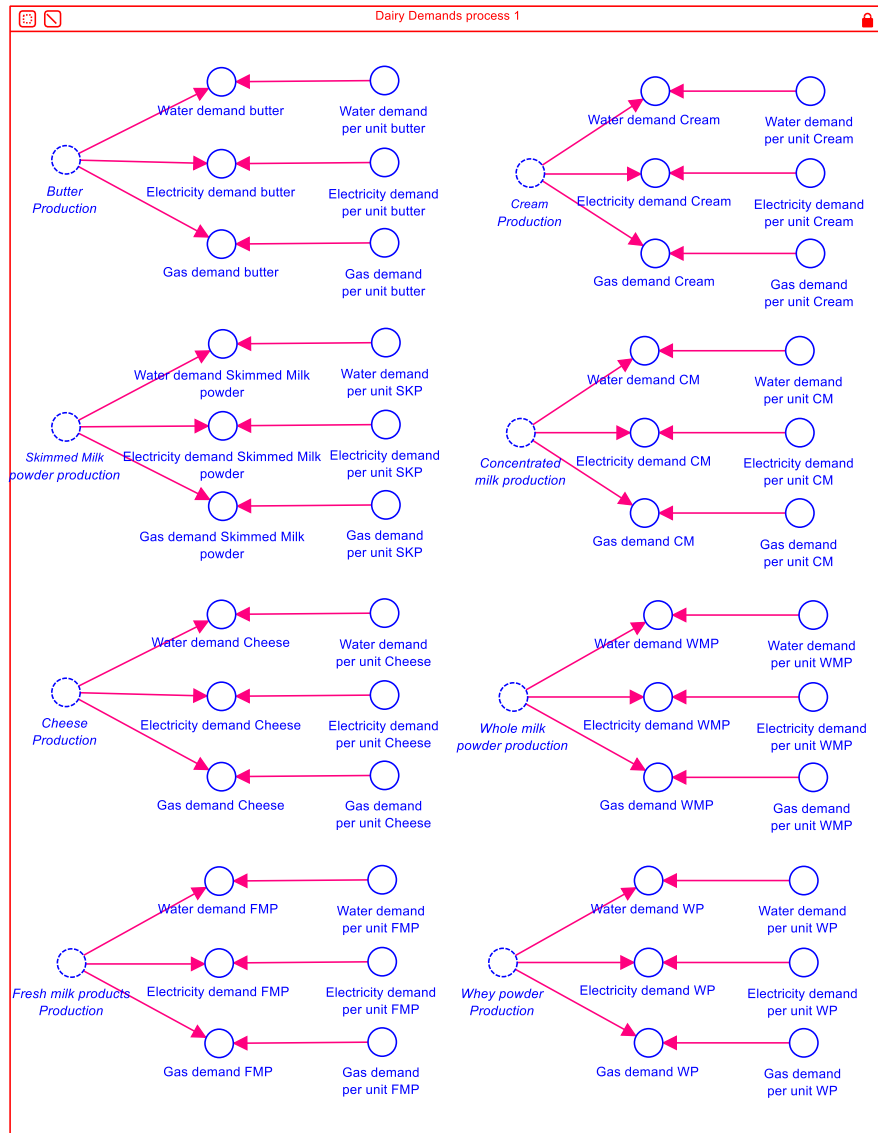 Dairy Demands process 1
Water demand butter
Water demand
per unit butter
Butter
Production
Electricity demand butter
Electricity demand
per unit butter
Gas demand butter
Gas demand
per unit butter
Water demand Cream
Water demand
per unit Cream
Cream
Production
Electricity demand Cream
Electricity demand
per unit Cream
Gas demand Cream
Gas demand
per unit Cream
Water demand Skimmed Milk
powder
Water demand
per unit SKP
Skimmed Milk
powder production
Electricity demand Skimmed Milk
powder
Electricity demand
per unit SKP
Gas demand Skimmed Milk
powder
Gas demand
per unit SKP
Water demand CM
Water demand
per unit CM
Concentrated
milk production
Electricity demand CM
Electricity demand
per unit CM
Gas demand CM
Gas demand
per unit CM
Water demand Cheese
Water demand
per unit Cheese
Cheese
Production
Electricity demand Cheese
Electricity demand
per unit Cheese
Gas demand Cheese
Gas demand
per unit Cheese
Water demand WMP
Water demand
per unit WMP
Whole milk
powder production
Electricity demand WMP
Electricity demand
per unit WMP
Gas demand WMP
Gas demand
per unit WMP
Water demand FMP
Water demand
per unit FMP
Fresh milk products
Production
Electricity demand FMP
Electricity demand
per unit FMP
Gas demand FMP
Gas demand
per unit FMP
Water demand WP
Water demand
per unit WP
Whey powder
Production
Electricity demand WP
Electricity demand
per unit WP
Gas demand WP
Gas demand
per unit WP